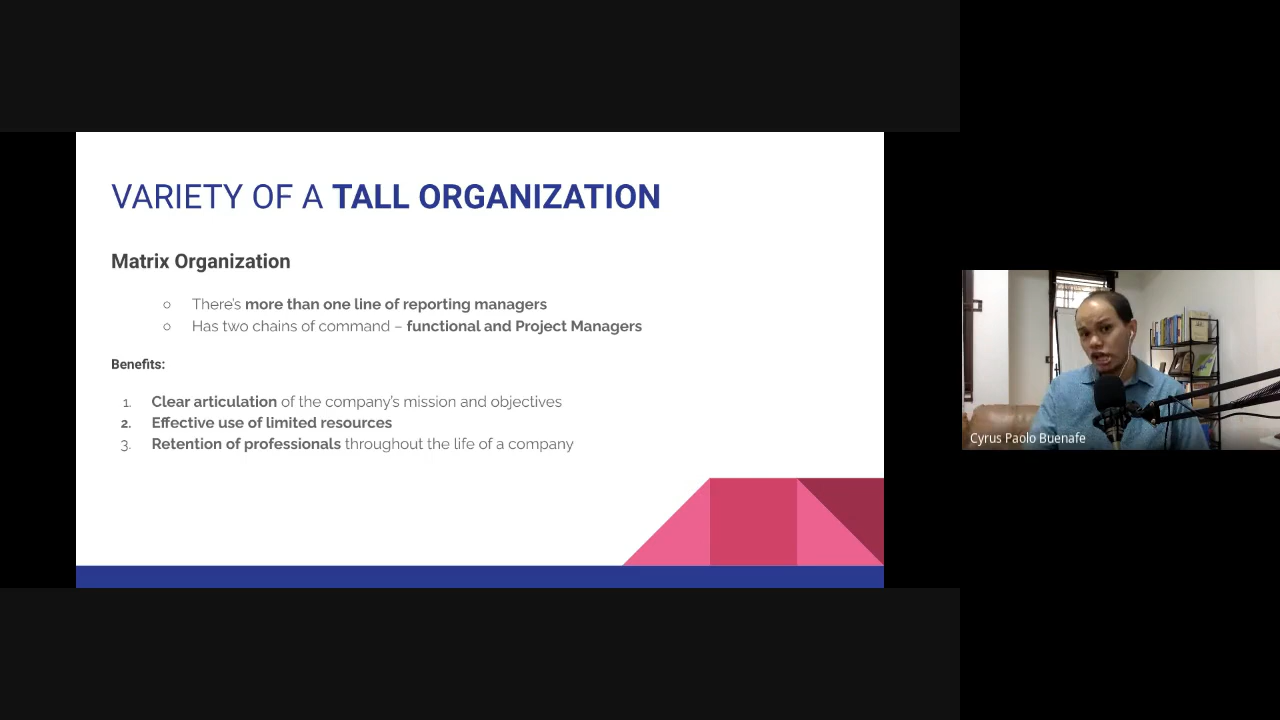 VARIETY OF A TALL ORGANIZATION
Matrix Organization
○ There's more than one line of reporting managers
○ Has two chains of command – functional and Project Managers
Benefits:
1. Clear articulation of the company's mission and objectives
2. Effective use of limited resources
3. Retention of professionals throughout the life of a company
Cyrus Paolo Buenafe